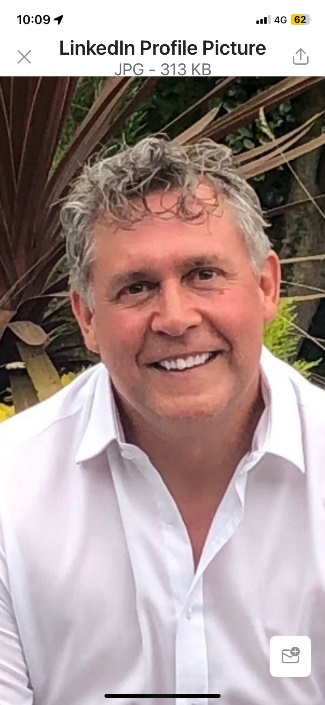 10:09
4G
62
LinkedIn Profile Picture
JPG - 313 KB